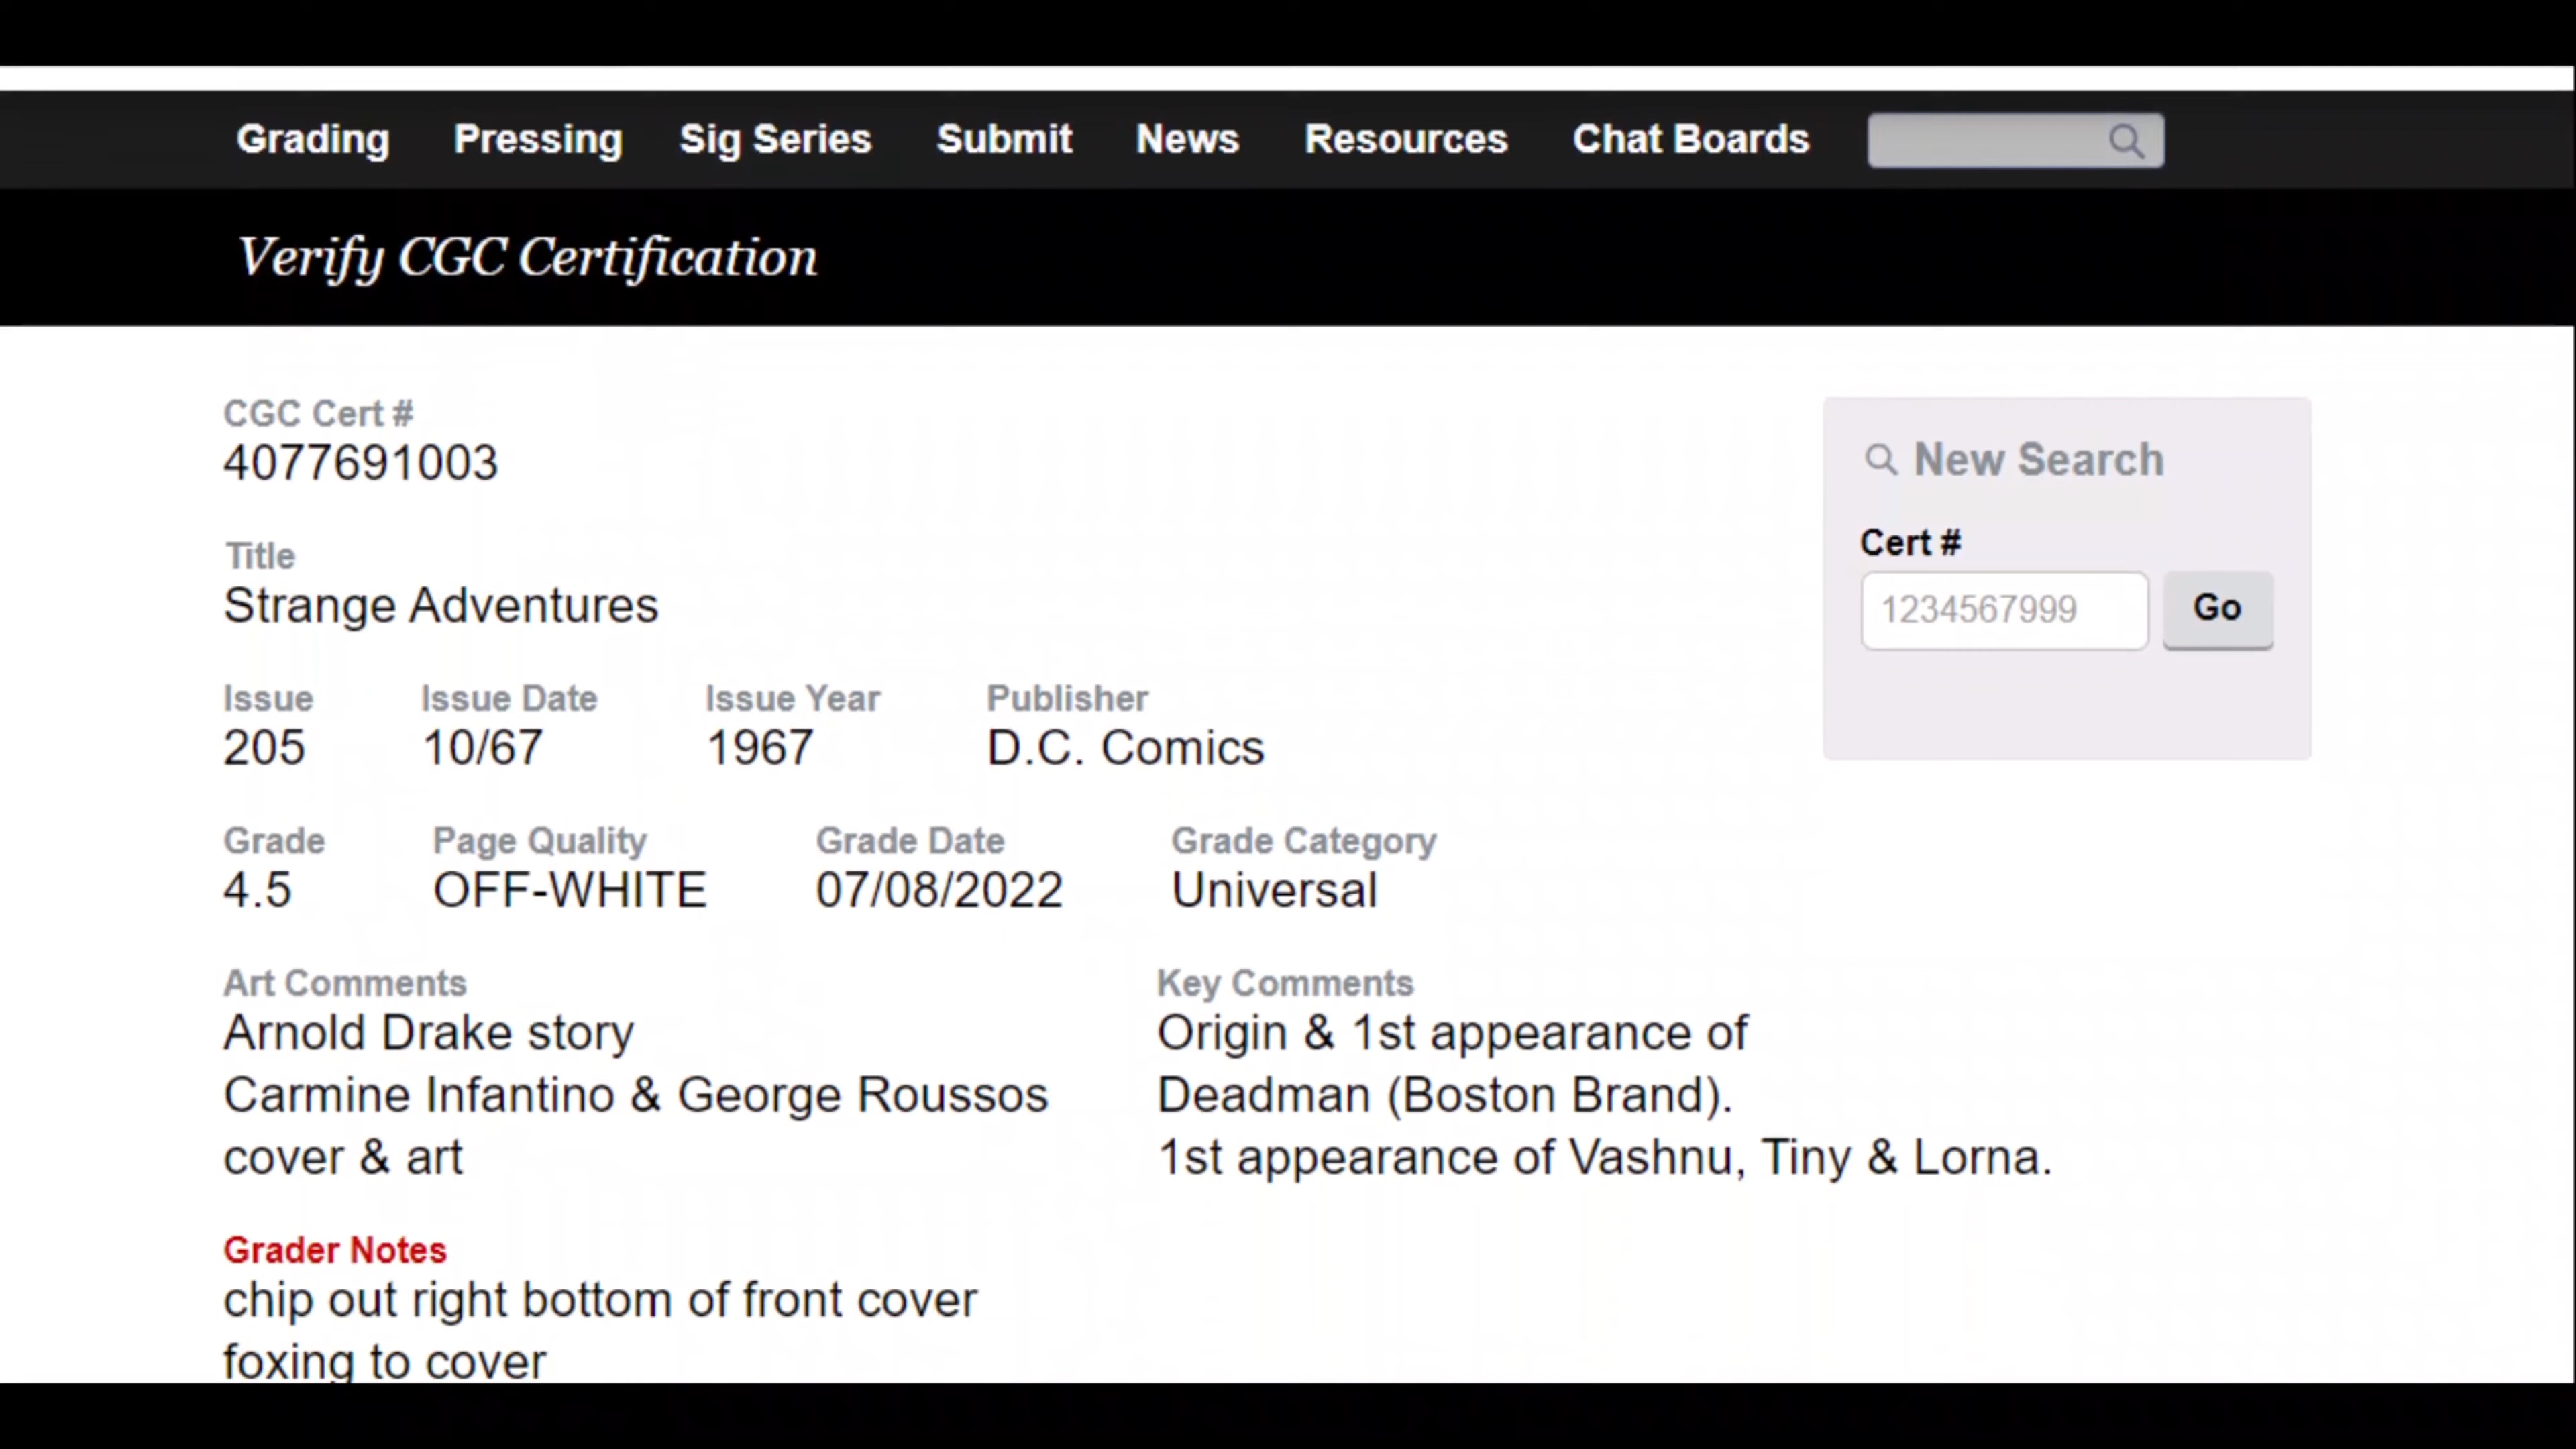 Grading Pressing Sig Series Submit News Resources Chat Boards
Verify CGC Certification
CGC Cert #
4077691003
New Search
Cert #
1234567999 Go
Title
Strange Adventures
Issue Issue Date Issue Year Publisher
205 10/67 1967 D.C. Comics
Grade Page Quality Grade Date Grade Category
4.5 OFF-WHITE 07/08/2022 Universal
Art Comments
Arnold Drake story
Carmine Infantino & George Roussos
cover & art
Key Comments
Origin & 1st appearance of
Deadman (Boston Brand).
1st appearance of Vashnu, Tiny & Lorna.
Grader Notes
chip out right bottom of front cover
foxing to cover